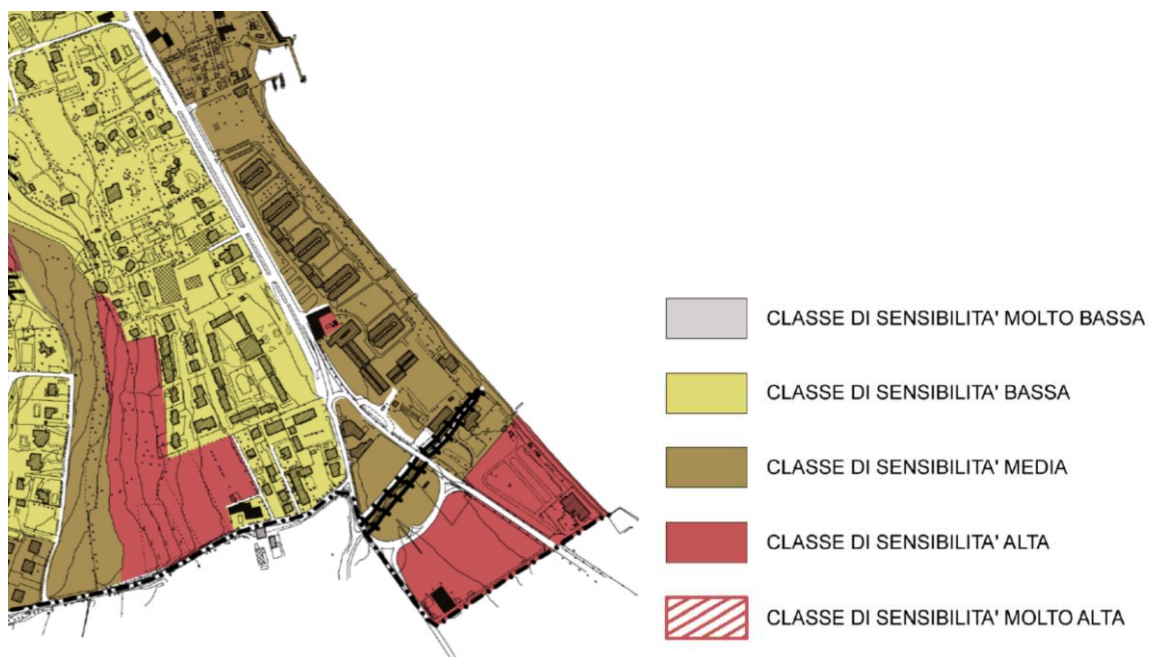 CLASSE DI SENSIBILITA' MOLTO BASSA
CLASSE DI SENSIBILITA' BASSA
CLASSE DI SENSIBILITA' MEDIA
CLASSE DI SENSIBILITA' ALTA
CLASSE DI SENSIBILITA' MOLTO ALTA